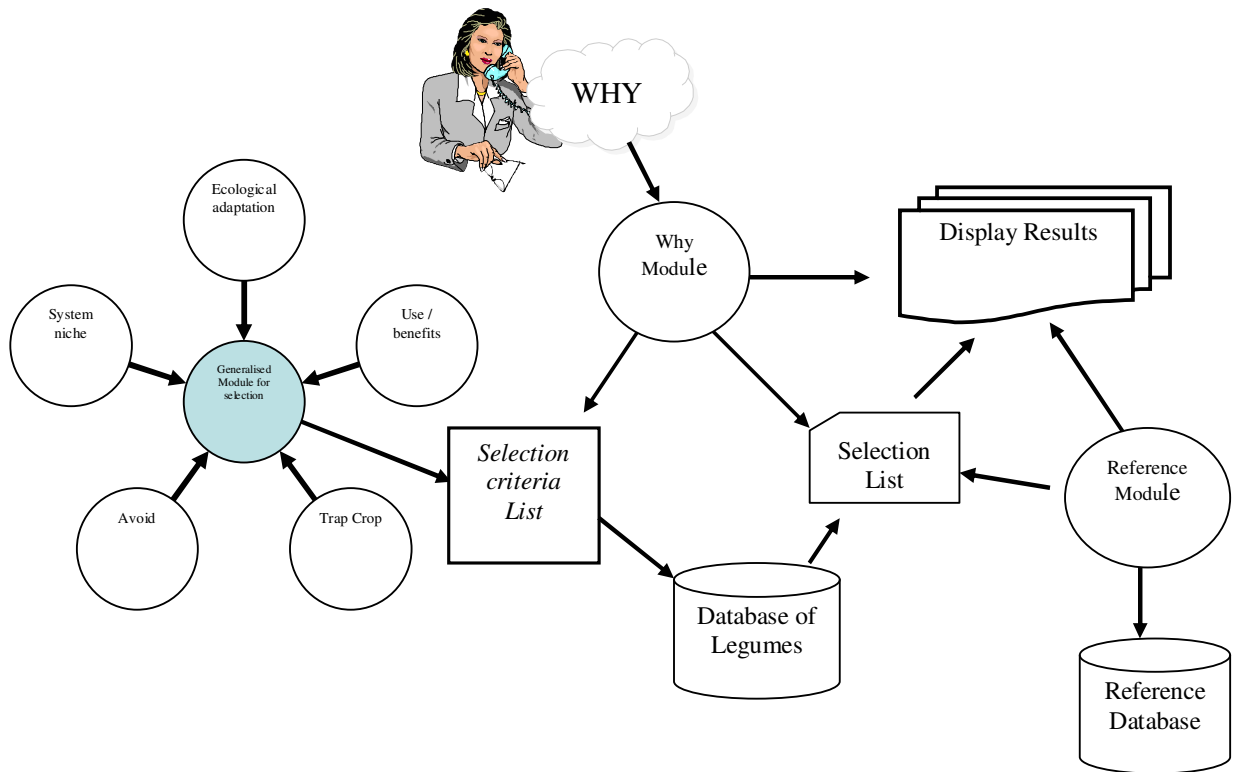 WHY
Ecological
adaptation
Why
Module
Display Results
System
niche
Use /
benefits
Generalised
Module for
selection
Selection
criteria
List
Selection
List
Reference
Module
Avoid
Trap Crop
Database of
Legumes
Reference
Database